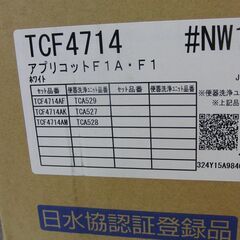 TCF4714 #NW1
アプリコットF1A・F1
ホワイト
セット品番 便器洗浄ユニット品番 セット品番 便器洗浄ユニット品番
TCF4714AF TCA529
TCF4714AK TCA527
TCF4714AM TCA528
※便器
上記品
324Y15A984
日水協認証登録品